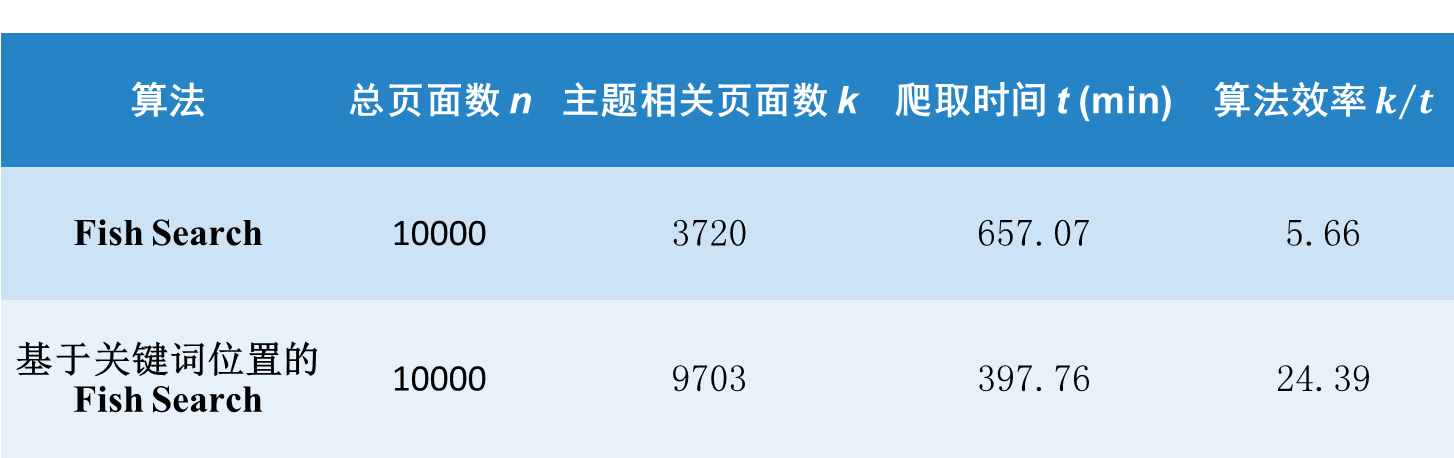 算法 总页面数 n 主题相关页面数 k 爬取时间 t (min) 算法效率 k/t
Fish Search 10000 3720 657.07 5.66
基于关键词位置的
Fish Search 10000 9703 397.76 24.39